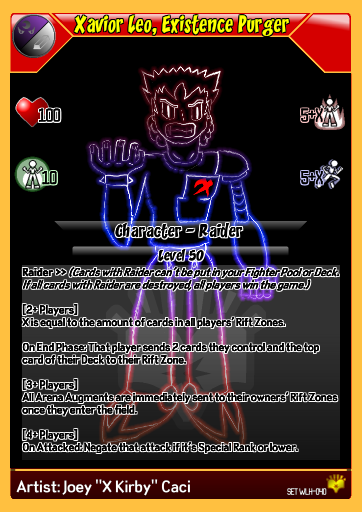 Xavior Leo, Existence Purger
100
5+X
10
5+X
Character - Raider
Level 50
Raider >> (Cards with Raider can't be put in your Fighter Pool or Deck.
If all cards with Raider are destroyed, all players win the game.)
[2+ Players]
X is equal to the amount of cards in all players' Rift Zones.
On End Phase: That player sends 2 cards they control and the top
card of their Deck to their Rift Zone.
[3+ Players]
All Arena Augments are immediately sent to their owners' Rift Zones
once they enter the field.
[4+ Players]
On Attacked: Negate that attack if it is Special Rank or lower.
Artist: Joey "X Kirby" Caci
SET WLH-040